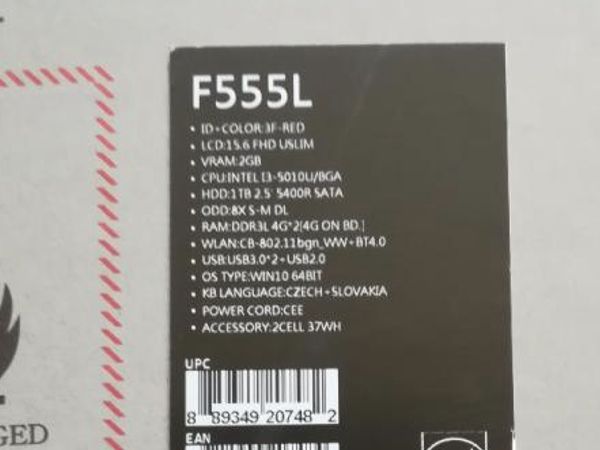 F555L
• ID+COLOR:3F-RED
• LCD:15.6 FHD USLIM
• VRAM:2GB
• CPU:INTEL I3-5010U/BGA
• HDD:1TB 2.5' 5400R SATA
• ODD:8X S-M DL
• RAM:DDR3L 4G*2[4G ON BD.]
• WLAN:CB-802.11bgn_WW+BT4.0
• USB:USB3.0*2+USB2.0
• OS TYPE:WIN10 64BIT
• KB LANGUAGE:CZECH+SLOVAKIA
• POWER CORD:CEE
• ACCESSORY:2CELL 37WH
UPC
8 89349 20748 2
EAN